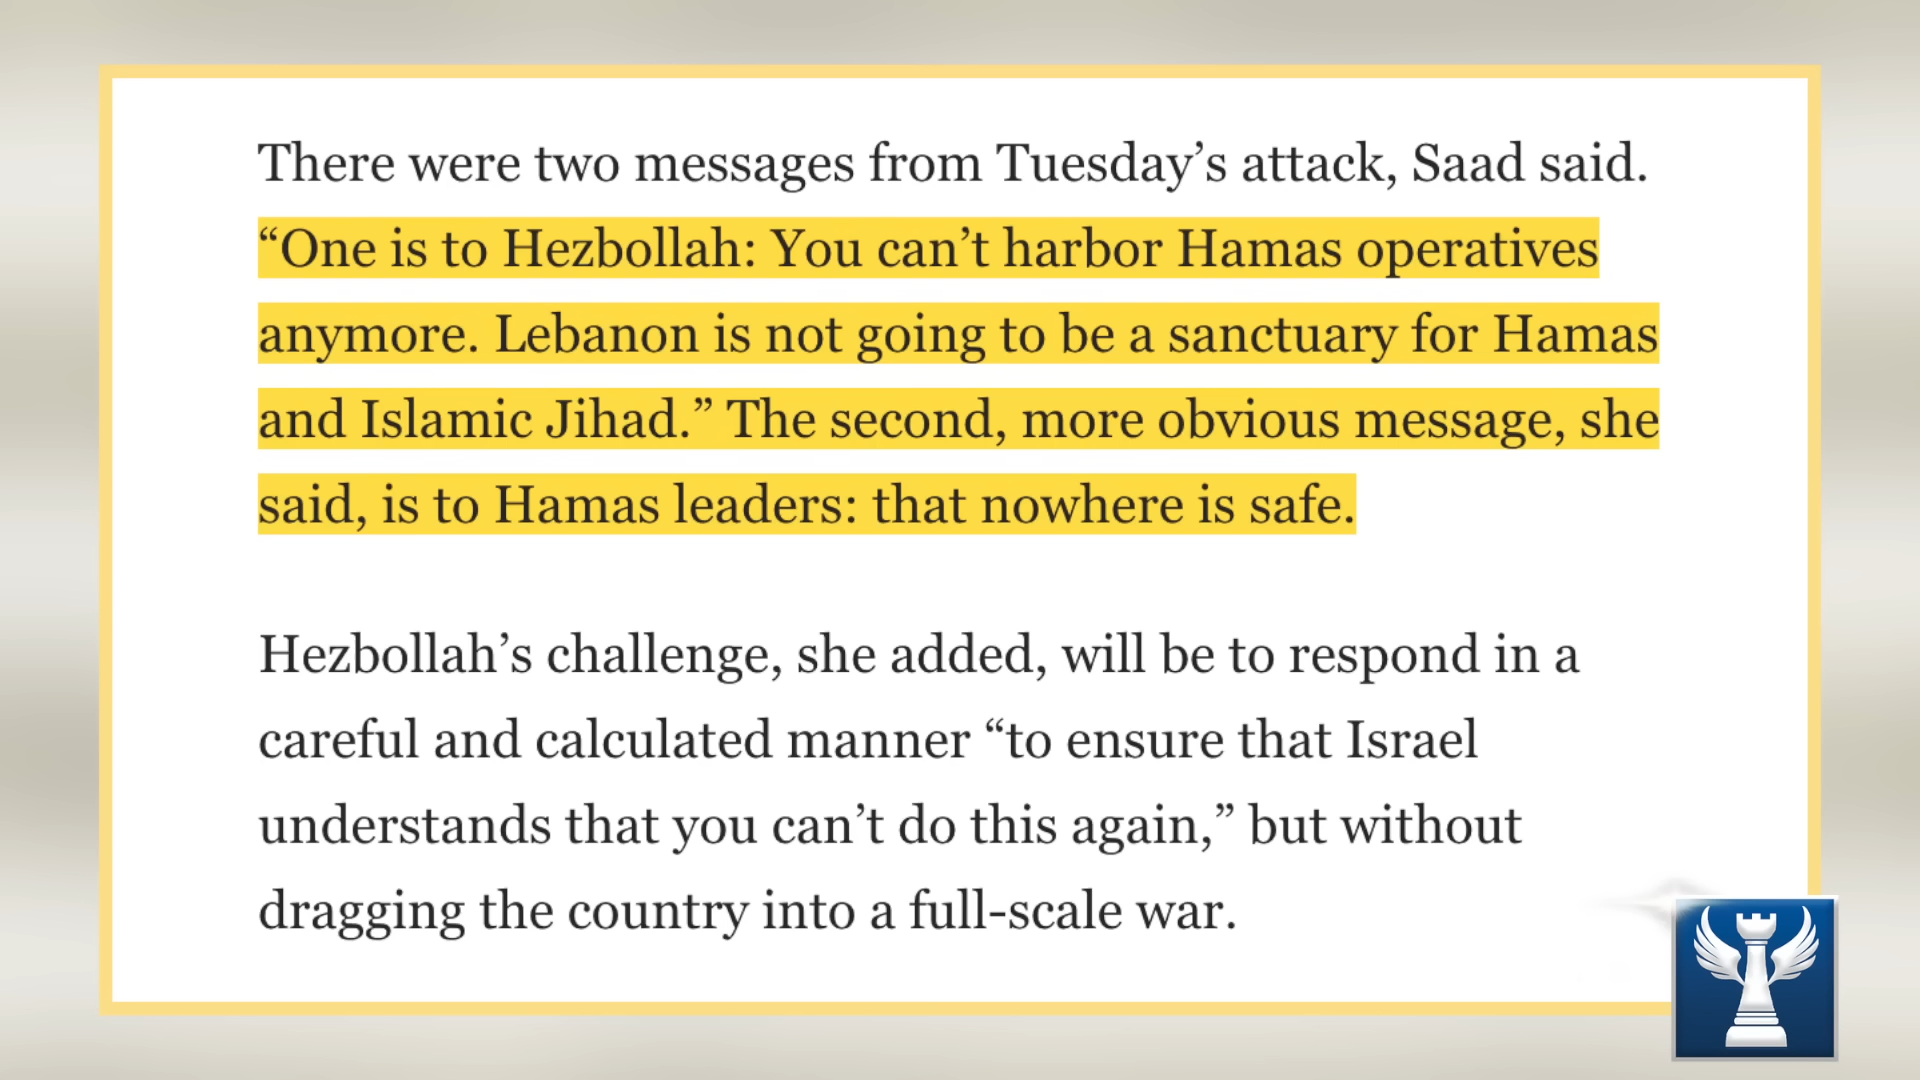 There were two messages from Tuesday’s attack, Saad said.
“One is to Hezbollah: You can’t harbor Hamas operatives
anymore. Lebanon is not going to be a sanctuary for Hamas
and Islamic Jihad.” The second, more obvious message, she
said, is to Hamas leaders: that nowhere is safe.
Hezbollah’s challenge, she added, will be to respond in a
careful and calculated manner “to ensure that Israel
understands that you can’t do this again,” but without
dragging the country into a full-scale war.